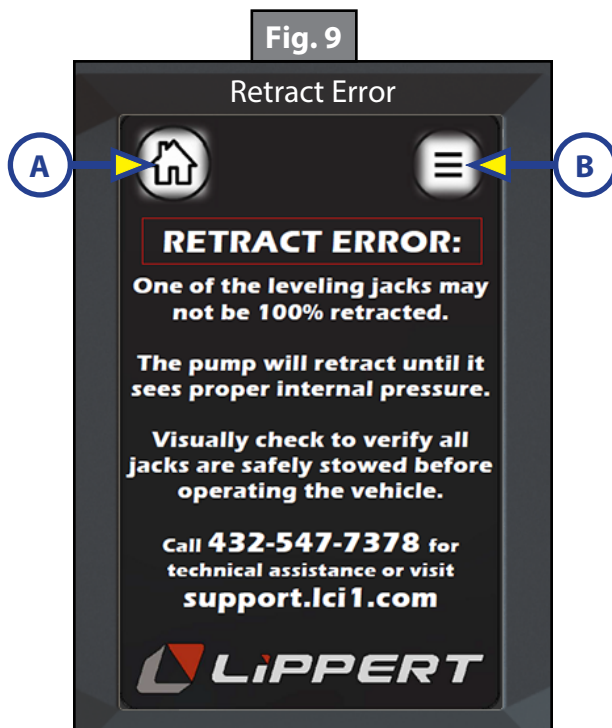 Fig. 9
Retract Error
A
B
RETRACT ERROR:
One of the leveling jacks may
not be 100% retracted.
The pump will retract until it
sees proper internal pressure.
Visually check to verify all
jacks are safely stowed before
operating the vehicle.
Call 432-547-7378 for
technical assistance or visit
support.lci1.com
LiPPERT